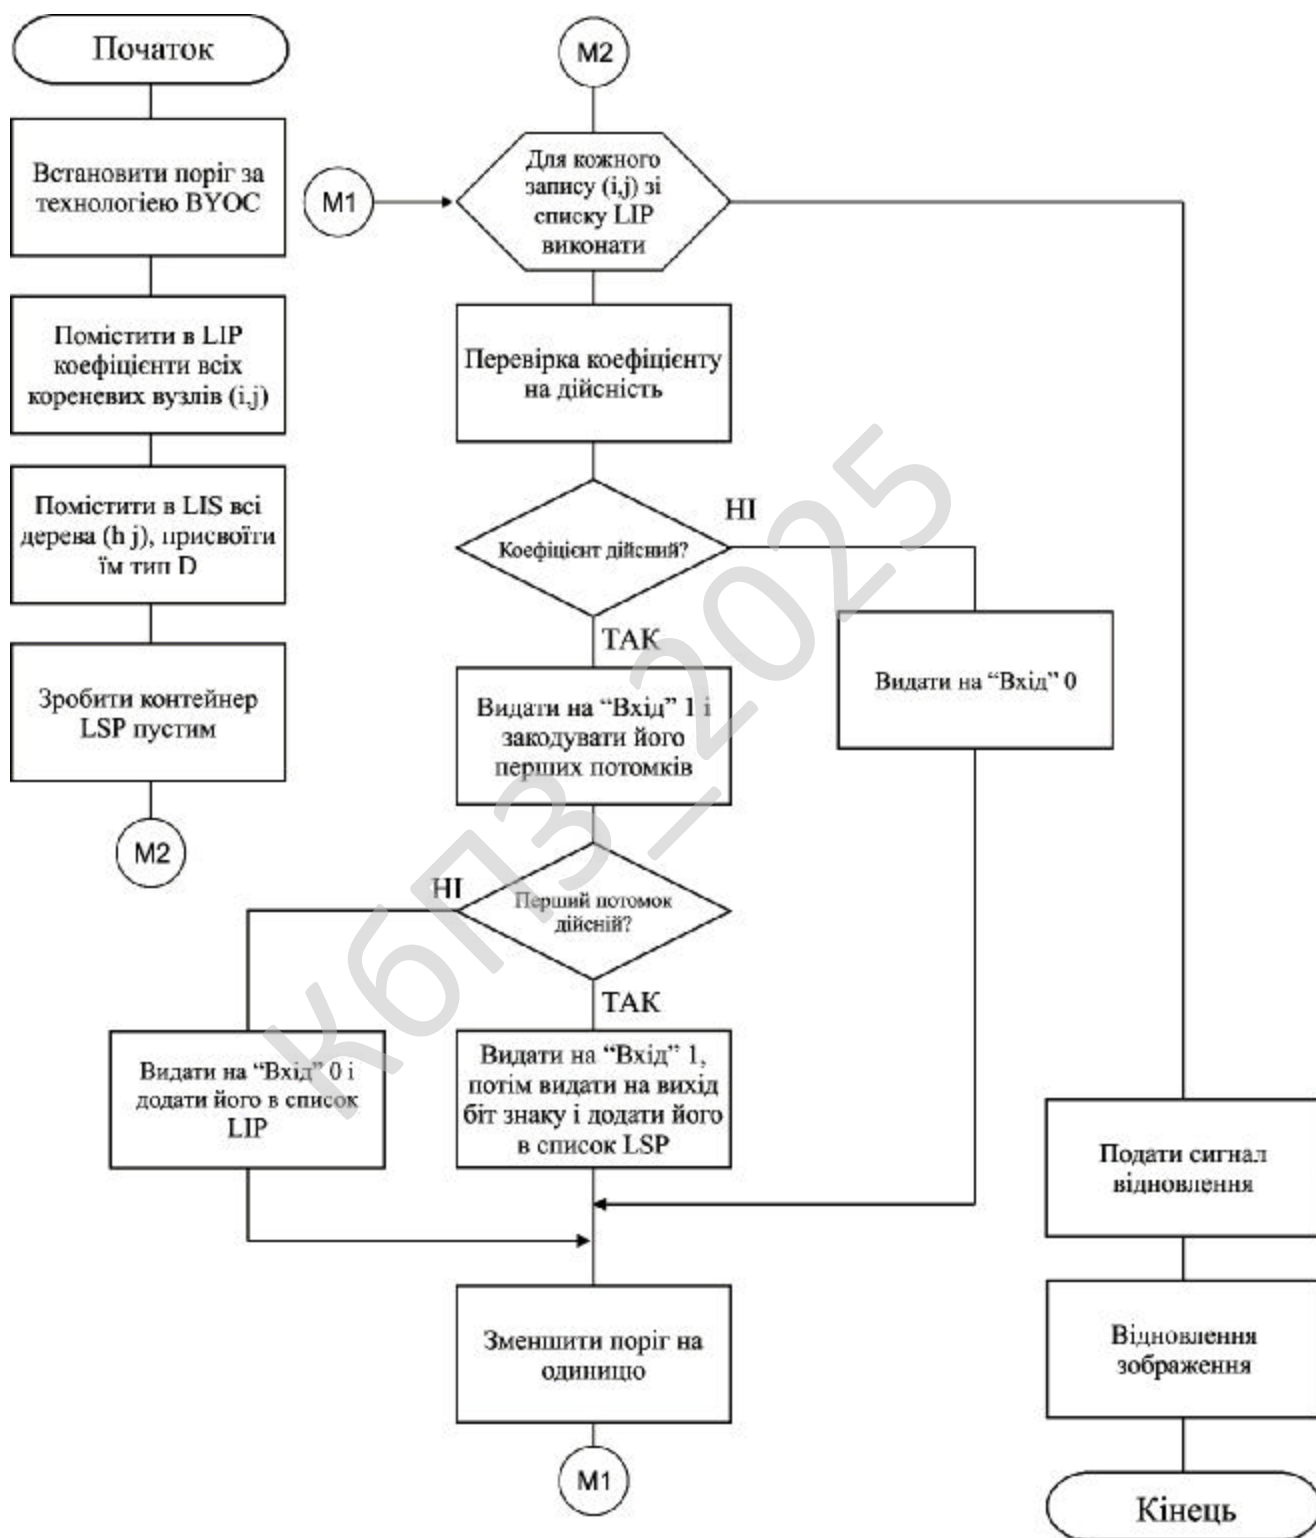 Початок
Встановити поріг за
технологією BYOC
Помістити в LIP
коефіцієнти всіх
кореневих вузлів (i,j)
Помістити в LIS всі
дерева (h j), присвоїти
їм тип D
Зробити контейнер
LSP пустим
M2
M2
M1
Для кожного
запису (i,j) зі
списку LIP
виконати
Перевірка коефіцієнту
на дійсність
Коефіцієнт дійсний?
НІ
ТАК
Видати на “Вхід” 0
Видати на “Вхід” 1 і
закодувати його
перших потомків
Перший потомок
дійсній?
НІ
ТАК
Видати на “Вхід” 0 і
додати його в список
LIP
Видати на “Вхід” 1,
потім видати на вихід
біт знаку і додати його
в список LSP
Зменшити поріг на
одиницю
M1
Подати сигнал
відновлення
Відновлення
зображення
Кінець
КбПЗ_2025